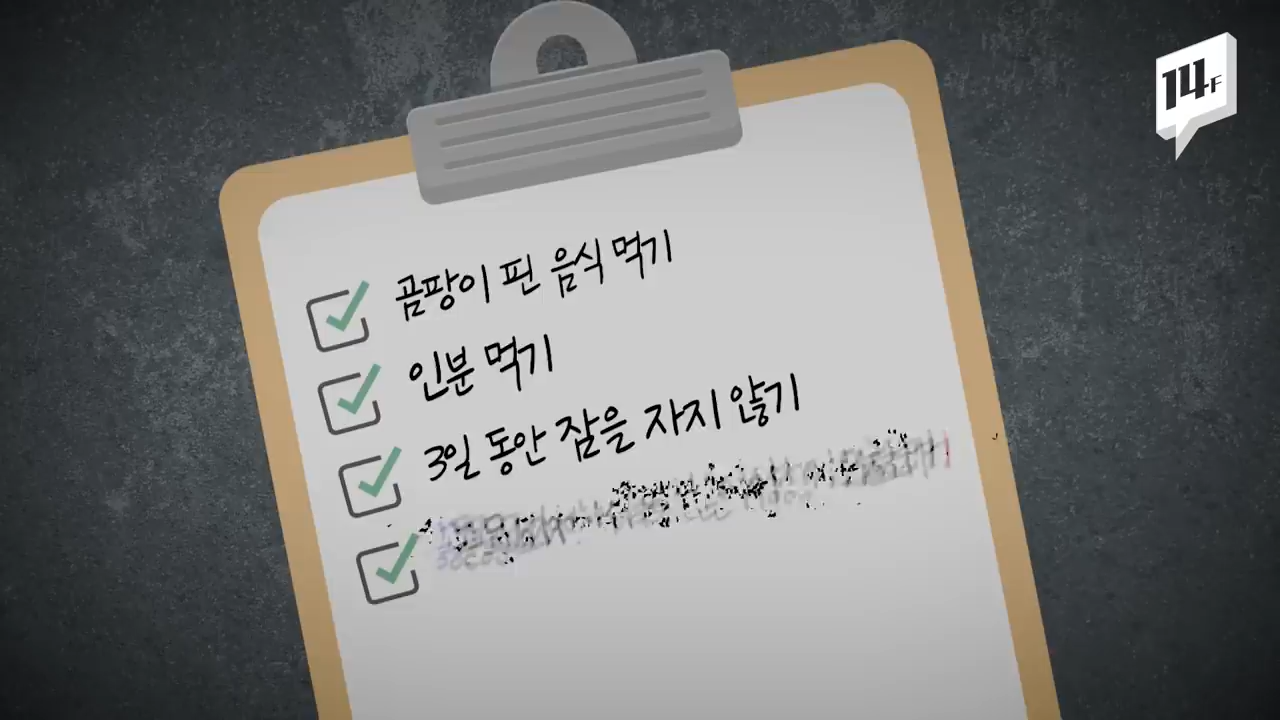 14F
곰팡이 핀 음식 먹기
인분 먹기
3일 동안 잠을 자지 않기